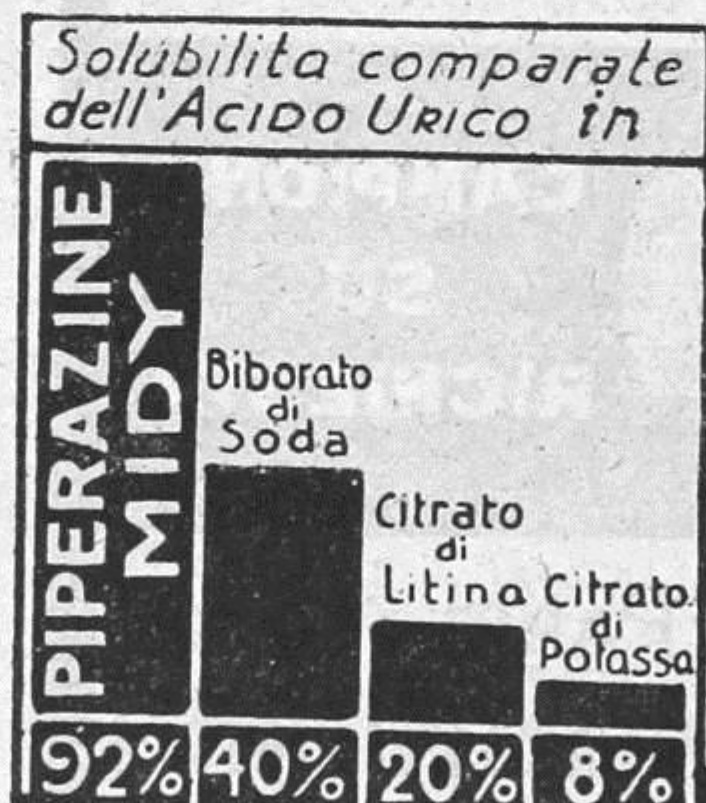 Solubilita comparate
dell'ACIDO URICO in
PIPERAZINE
MIDY
Biborato
di
Soda
Citrato
di
Litina
Citrato
di
Potassa
92% 40% 20% 8%